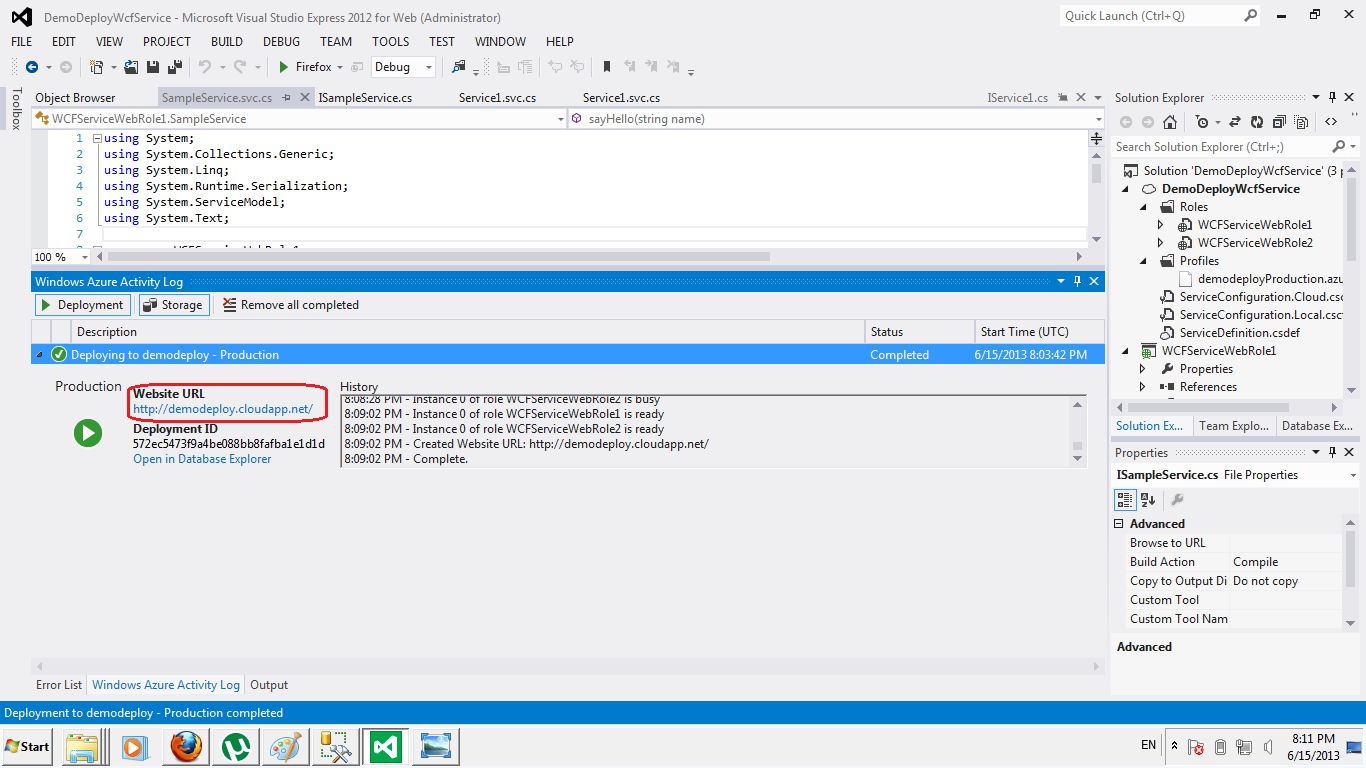 DemoDeployWcfService - Microsoft Visual Studio Express 2012 for Web (Administrator)
Quick Launch (Ctrl+Q)
FILE EDIT VIEW PROJECT BUILD DEBUG TEAM TOOLS TEST WINDOW HELP
Firefox Debug
Toolbox
Object Browser SampleService.svc.cs ISampleService.cs Service1.svc.cs Service1.svc.cs IService1.cs
WCFServiceWebRole1.SampleService sayHello(string name)
1 using System;
2 using System.Collections.Generic;
3 using System.Linq;
4 using System.Runtime.Serialization;
5 using System.ServiceModel;
6 using System.Text;
7
100 %
Windows Azure Activity Log
Deployment Storage Remove all completed
Description Status Start Time (UTC)
Deploying to demodeploy - Production Completed 6/15/2013 8:03:42 PM
Production
Website URL
http://demodeploy.cloudapp.net/
Deployment ID
572ec5473f9a4be088bb8fafba1e1d1d
Open in Database Explorer
History
8:08:28 PM - Instance 0 of role WCFServiceWebRole2 is busy
8:09:02 PM - Instance 0 of role WCFServiceWebRole1 is ready
8:09:02 PM - Instance 0 of role WCFServiceWebRole2 is ready
8:09:02 PM - Created Website URL: http://demodeploy.cloudapp.net/
8:09:02 PM - Complete.
Error List Windows Azure Activity Log Output
Solution Explorer
Search Solution Explorer (Ctrl+;)
Solution 'DemoDeployWcfService' (3 p
DemoDeployWcfService
Roles
WCFServiceWebRole1
WCFServiceWebRole2
Profiles
demodeployProduction.azu
ServiceConfiguration.Cloud.csc
ServiceConfiguration.Local.csc
ServiceDefinition.csdef
WCFServiceWebRole1
Properties
References
Solution Ex... Team Explo... Database Ex...
Properties
ISampleService.cs File Properties
Advanced
Browse to URL
Build Action Compile
Copy to Output Di Do not copy
Custom Tool
Custom Tool Nam
Advanced
Deployment to demodeploy - Production completed
Start
EN
8:11 PM
6/15/2013